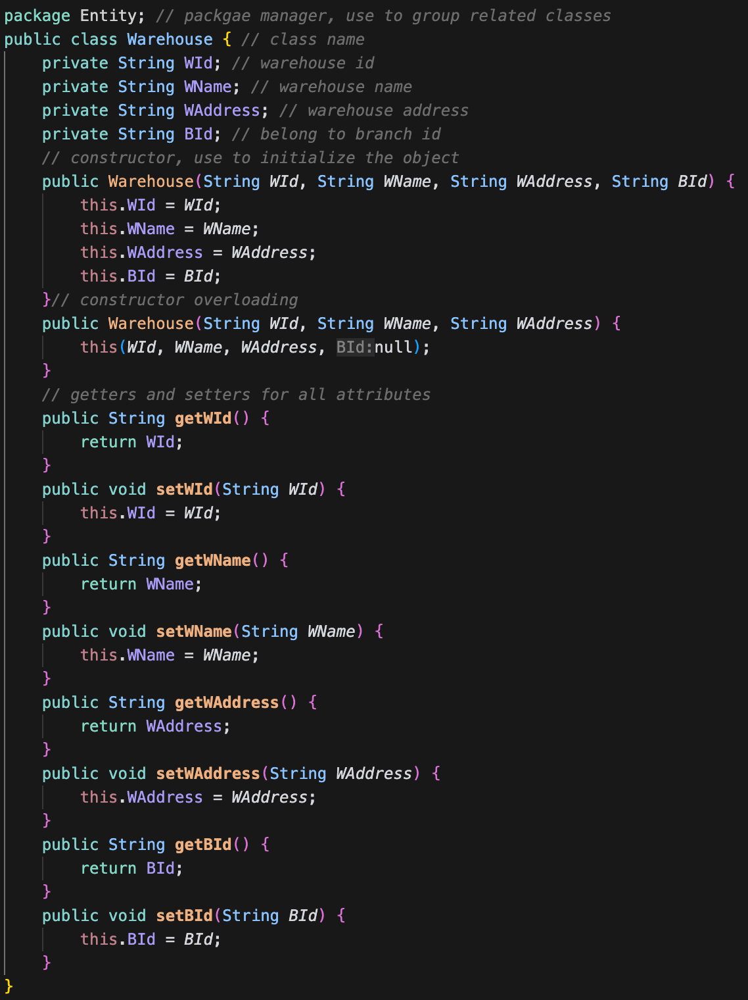 package Entity; // packgae manager, use to group related classes
public class Warehouse { // class name
    private String WId; // warehouse id
    private String WName; // warehouse name
    private String WAddress; // warehouse address
    private String BId; // belong to branch id
    // constructor, use to initialize the object
    public Warehouse(String WId, String WName, String WAddress, String BId) {
        this.WId = WId;
        this.WName = WName;
        this.WAddress = WAddress;
        this.BId = BId;
    }// constructor overloading
    public Warehouse(String WId, String WName, String WAddress) {
        this(WId, WName, WAddress, BId:null);
    }
    // getters and setters for all attributes
    public String getWId() {
        return WId;
    }
    public void setWId(String WId) {
        this.WId = WId;
    }
    public String getWName() {
        return WName;
    }
    public void setWName(String WName) {
        this.WName = WName;
    }
    public String getWAddress() {
        return WAddress;
    }
    public void setWAddress(String WAddress) {
        this.WAddress = WAddress;
    }
    public String getBId() {
        return BId;
    }
    public void setBId(String BId) {
        this.BId = BId;
    }
}